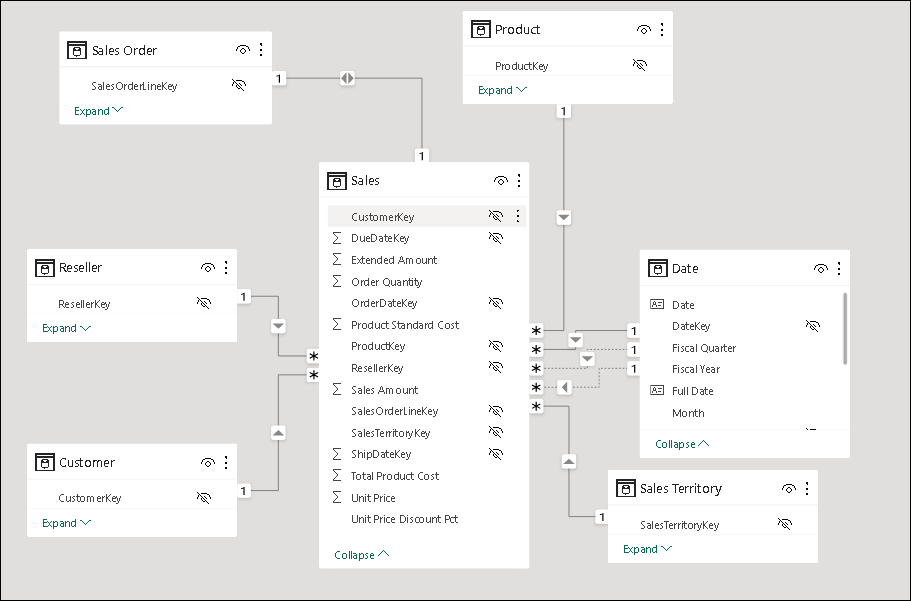 Sales Order
SalesOrderLineKey
Expand
1
1
Product
ProductKey
Expand
1
Sales
CustomerKey
DueDateKey
Extended Amount
Order Quantity
OrderDateKey
Product Standard Cost
ProductKey
ResellerKey
Sales Amount
SalesOrderLineKey
SalesTerritoryKey
ShipDateKey
Total Product Cost
Unit Price
Unit Price Discount Pct
Collapse
Reseller
ResellerKey
Expand
1
*
*
Customer
CustomerKey
Expand
1
*
*
*
*
*
1
1
1
Date
Date
DateKey
Fiscal Quarter
Fiscal Year
Full Date
Month
Collapse
1
Sales Territory
SalesTerritoryKey
Expand